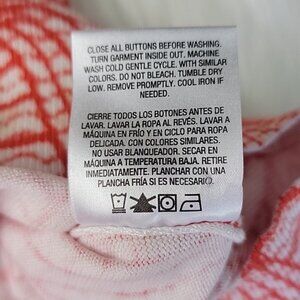 CLOSE ALL BUTTONS BEFORE WASHING.
TURN GARMENT INSIDE OUT. MACHINE
WASH COLD GENTLE CYCLE. WITH SIMILAR
COLORS. DO NOT BLEACH. TUMBLE DRY
LOW. REMOVE PROMPTLY. COOL IRON IF
NEEDED.
CIERRE TODOS LOS BOTONES ANTES DE
LAVAR. LAVAR LA ROPA AL REVÉS. LAVAR A
MÁQUINA EN FRÍO Y EN CICLO PARA ROPA
DELICADA. CON COLORES SIMILARES.
NO USAR BLANQUEADOR. SECAR EN
MÁQUINA A TEMPERATURA BAJA. RETIRE
INMEDIATAMENTE. PLANCHAR CON UNA
PLANCHA FRÍA SI ES NECESARIO.